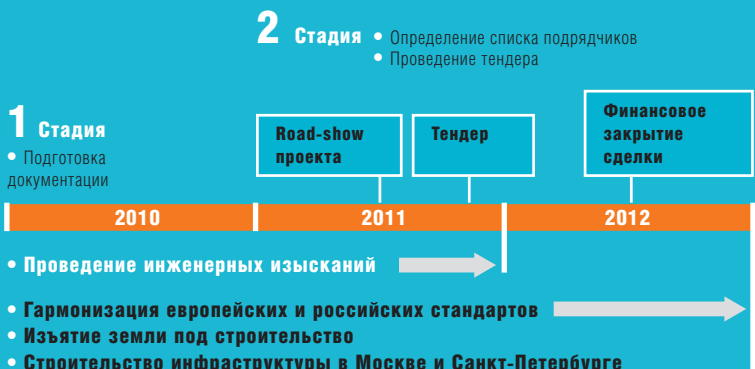 2 Стадия • Определение списка подрядчиков
• Проведение тендера
1 Стадия
• Подготовка
документации
Road-show
проекта
Тендер
Финансовое
закрытие
сделки
2010
2011
2012
• Проведение инженерных изысканий
• Гармонизация европейских и российских стандартов
• Изъятие земли под строительство
• Строительство инфраструктуры в Москве и Санкт-Петербурге